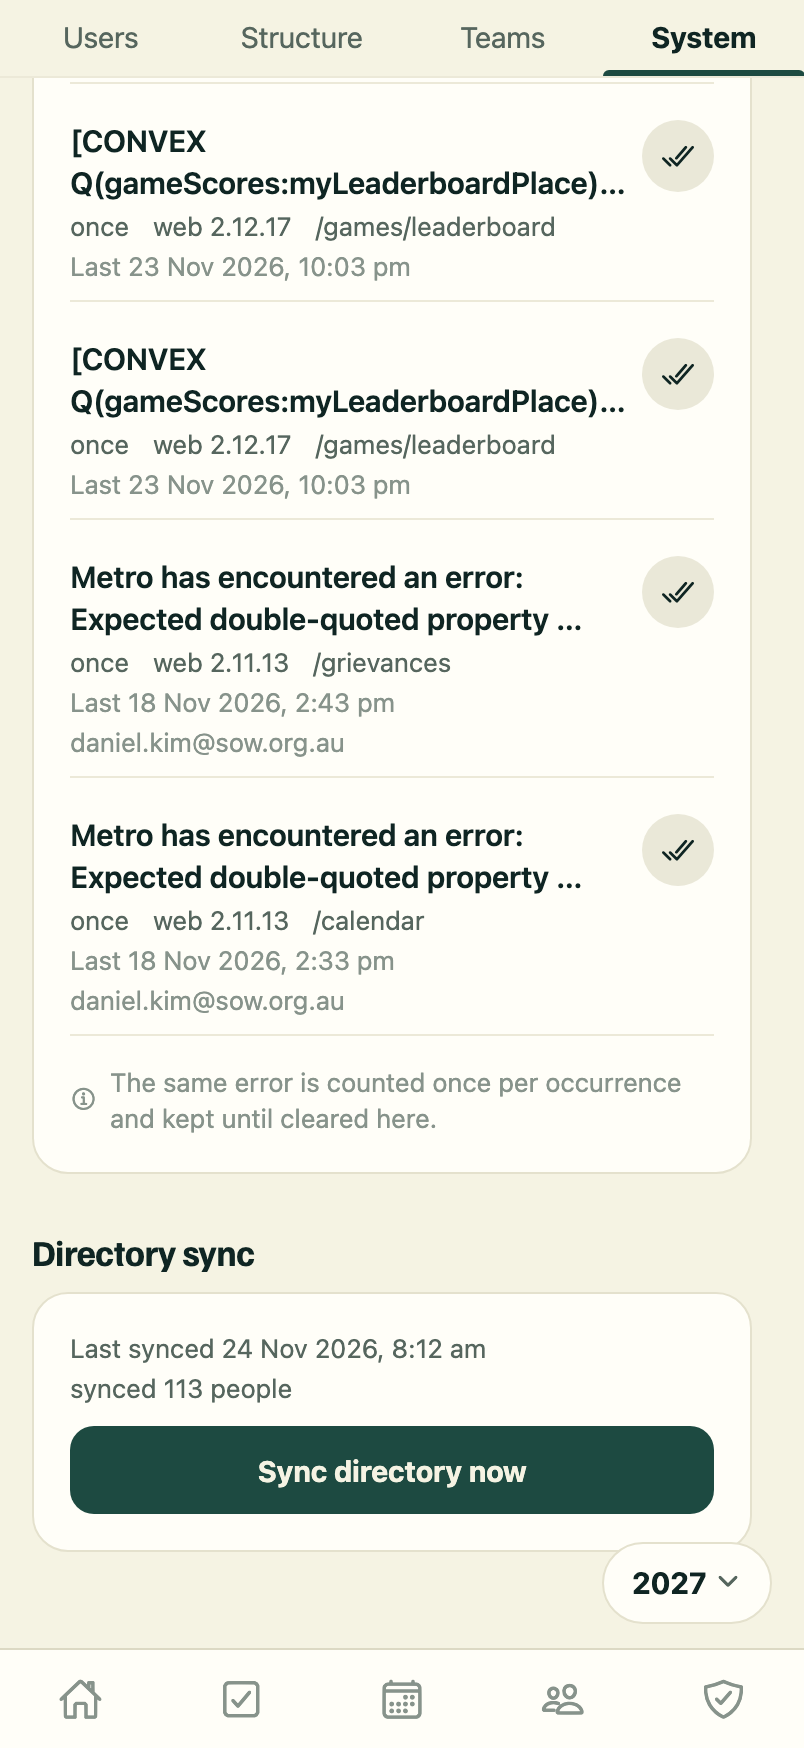 Users Structure Teams System
[CONVEX
Q(gameScores:myLeaderboardPlace)...
once web 2.12.17 /games/leaderboard
Last 23 Nov 2026, 10:03 pm
[CONVEX
Q(gameScores:myLeaderboardPlace)...
once web 2.12.17 /games/leaderboard
Last 23 Nov 2026, 10:03 pm
Metro has encountered an error:
Expected double-quoted property ...
once web 2.11.13 /grievances
Last 18 Nov 2026, 2:43 pm
daniel.kim@sow.org.au
Metro has encountered an error:
Expected double-quoted property ...
once web 2.11.13 /calendar
Last 18 Nov 2026, 2:33 pm
daniel.kim@sow.org.au
The same error is counted once per occurrence
and kept until cleared here.
Directory sync
Last synced 24 Nov 2026, 8:12 am
synced 113 people
Sync directory now
2027